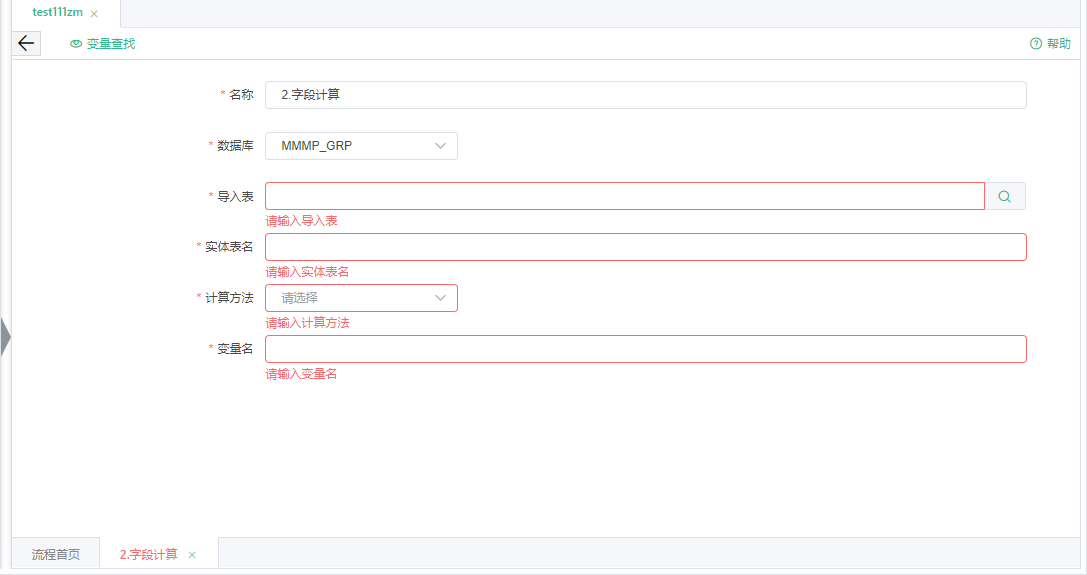 test111zm
变量查找
帮助
* 名称 2.字段计算
* 数据库 MMMP_GRP
* 导入表
请输入导入表
* 实体表名
请输入实体表名
* 计算方法 请选择
请输入计算方法
* 变量名
请输入变量名
流程首页 2.字段计算